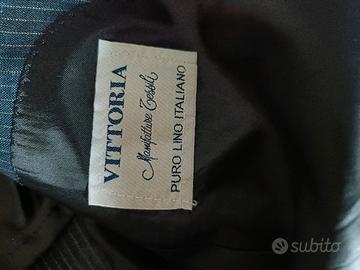 VITTORIA
Manifatture Tessili
PURO LINO ITALIANO
subito